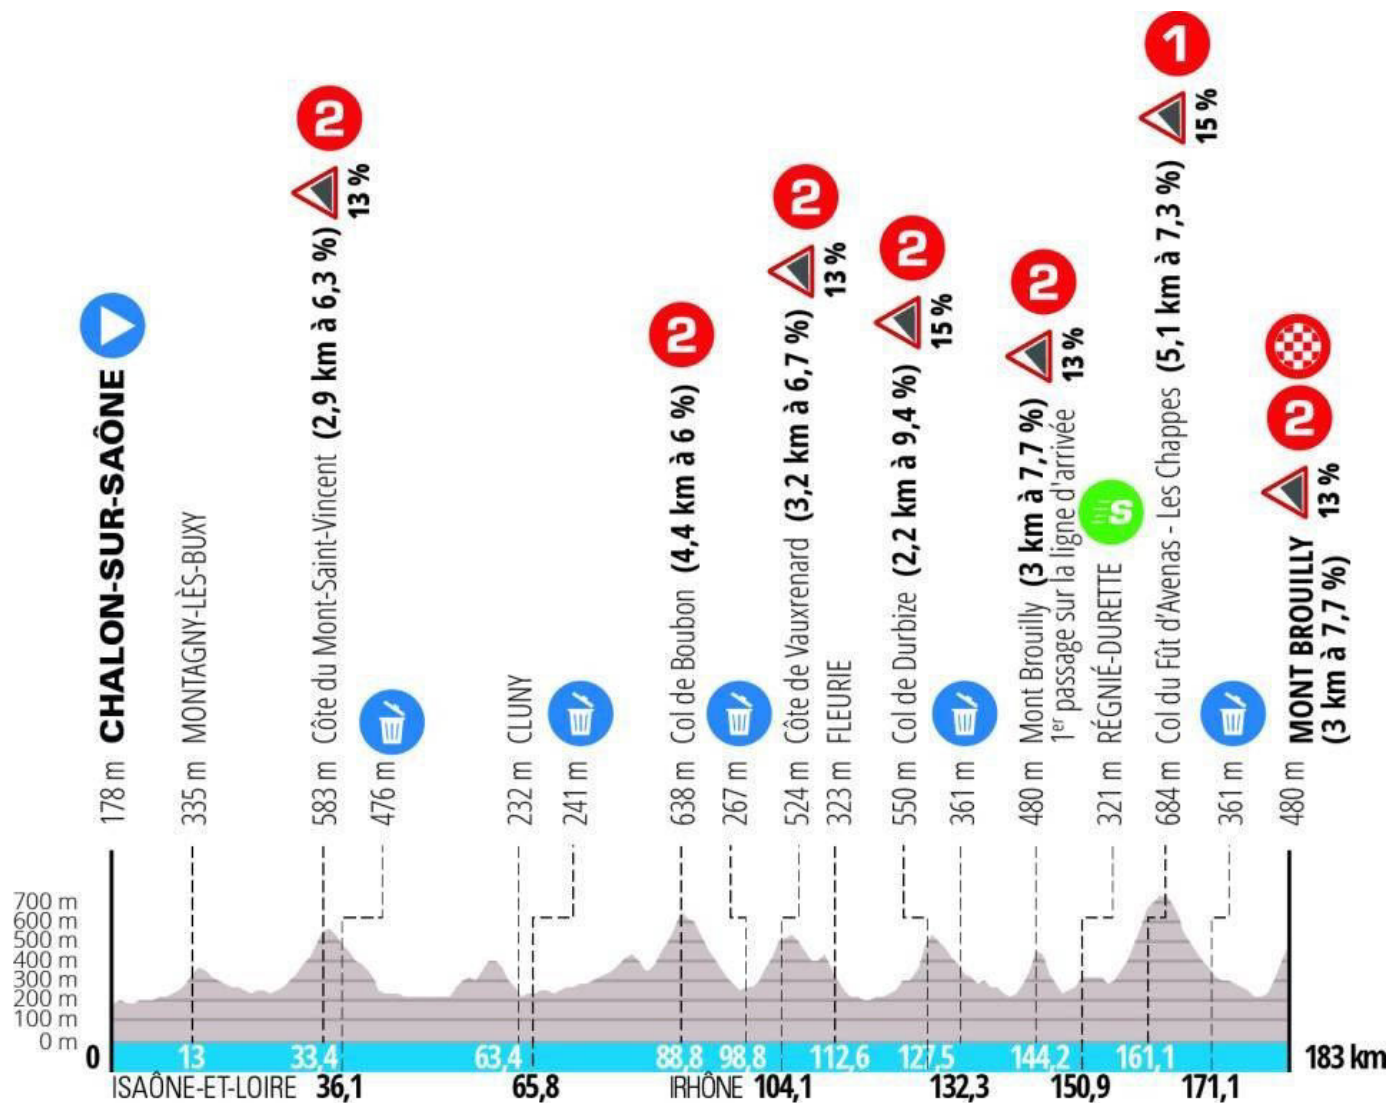 CHALON-SUR-SAÔNE
178 m
MONTAGNY-LÈS-BUXY
335 m
2
13 %
Côte du Mont-Saint-Vincent (2,9 km à 6,3 %)
583 m
476 m
CLUNY
232 m
241 m
2
Col de Boubon (4,4 km à 6 %)
638 m
267 m
2
13 %
Côte de Vauxrenard (3,2 km à 6,7 %)
524 m
FLEURIE
323 m
2
15 %
Col de Durbize (2,2 km à 9,4 %)
550 m
361 m
2
13 %
Mont Brouilly (3 km à 7,7 %)
1er passage sur la ligne d'arrivée
480 m
S
RÉGNIÉ-DURETTE
321 m
1
15 %
Col du Fût d'Avenas - Les Chappes (5,1 km à 7,3 %)
684 m
361 m
2
13 %
MONT BROUILLY
(3 km à 7,7 %)
480 m
700 m
600 m
500 m
400 m
300 m
200 m
100 m
0 m
0 13 33,4 63,4 88,8 98,8 112,6 127,5 144,2 161,1 183 km
ISAÔNE-ET-LOIRE 36,1 65,8 IRHÔNE 104,1 132,3 150,9 171,1